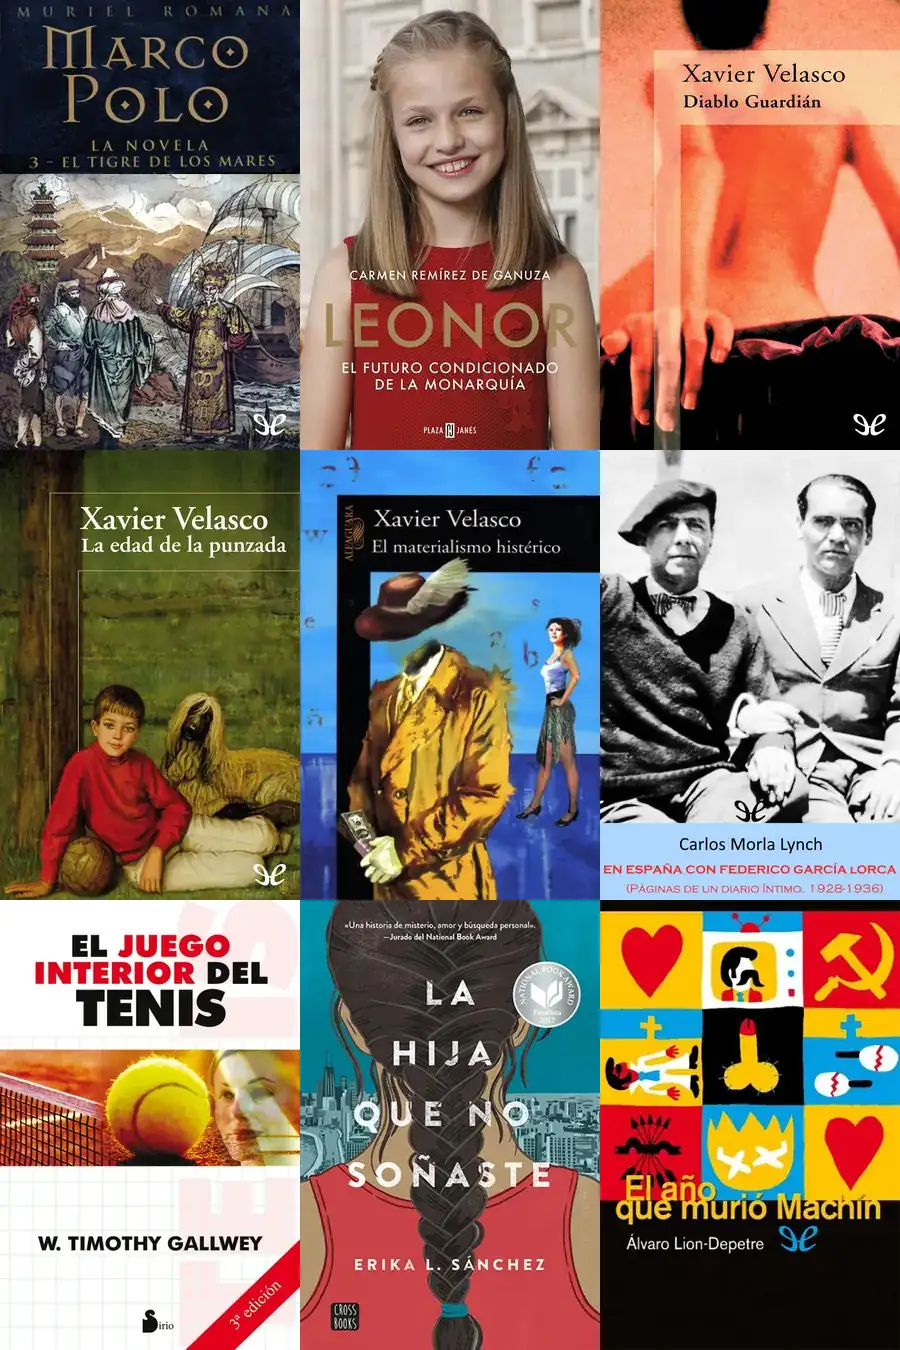 MURIEL ROMANA
MARCO
POLO
LA NOVELA
3 – EL TIGRE DE LOS MARES
CARMEN REMÍREZ DE GANUZA
LEONOR
EL FUTURO CONDICIONADO
DE LA MONARQUÍA
PLAZA JANÉS
Xavier Velasco
Diablo Guardián
Xavier Velasco
La edad de la punzada
ALFAGUARA
Xavier Velasco
El materialismo histérico
Carlos Morla Lynch
EN ESPAÑA CON FEDERICO GARCÍA LORCA
(PÁGINAS DE UN DIARIO ÍNTIMO. 1928-1936)
EL JUEGO
INTERIOR DEL
TENIS
W. TIMOTHY GALLWEY
Sirio
3ª edición
«Una historia de misterio, amor y búsqueda personal».
—Jurado del National Book Award
NATIONAL BOOK AWARD
Finalista
2017
LA
HIJA
QUE NO
SOÑASTE
ERIKA L. SÁNCHEZ
CROSS
BOOKS
El año
que murió Machín
Álvaro Lion-Depetre